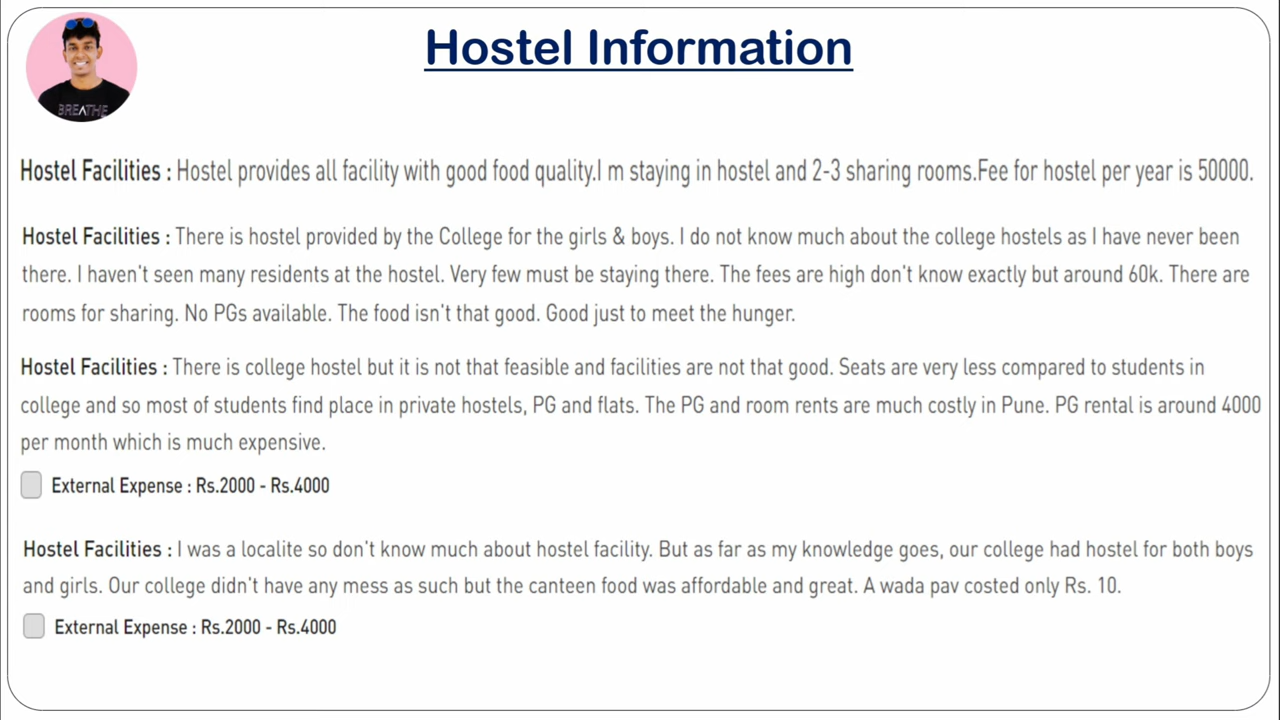 Hostel Information
BREATHE
Hostel Facilities : Hostel provides all facility with good food quality.I m staying in hostel and 2-3 sharing rooms.Fee for hostel per year is 50000.
Hostel Facilities : There is hostel provided by the College for the girls & boys. I do not know much about the college hostels as I have never been
there. I haven't seen many residents at the hostel. Very few must be staying there. The fees are high don't know exactly but around 60k. There are
rooms for sharing. No PGs available. The food isn't that good. Good just to meet the hunger.
Hostel Facilities : There is college hostel but it is not that feasible and facilities are not that good. Seats are very less compared to students in
college and so most of students find place in private hostels, PG and flats. The PG and room rents are much costly in Pune. PG rental is around 4000
per month which is much expensive.
External Expense : Rs.2000 - Rs.4000
Hostel Facilities : I was a localite so don't know much about hostel facility. But as far as my knowledge goes, our college had hostel for both boys
and girls. Our college didn't have any mess as such but the canteen food was affordable and great. A wada pav costed only Rs. 10.
External Expense : Rs.2000 - Rs.4000